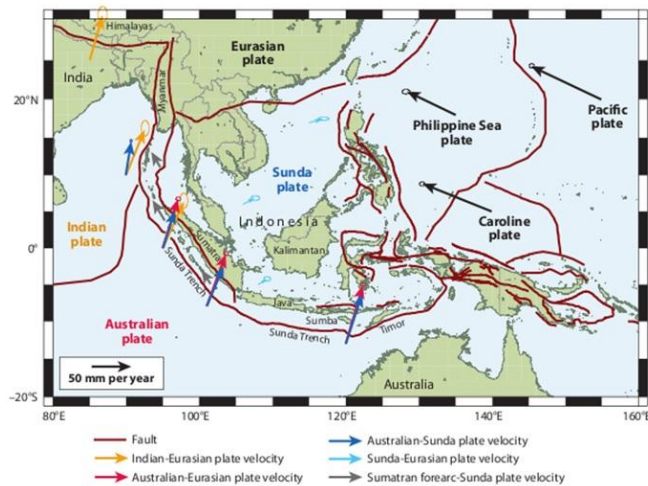 Himalayas
Eurasian
plate
India
Myanmar
20°N
Pacific
plate
Philippine Sea
plate
Sunda
plate
Indian
plate
Indonesia
Caroline
plate
0°
Sumatra
Kalimantan
Sunda Trench
Australian
plate
Java
Sumba
Timor
Sunda Trench
50 mm per year
Australia
–20°S
80°E
100°E
120°E
140°E
160°E
Fault
Indian-Eurasian plate velocity
Australian-Eurasian plate velocity
Australian-Sunda plate velocity
Sunda-Eurasian plate velocity
Sumatran forearc-Sunda plate velocity